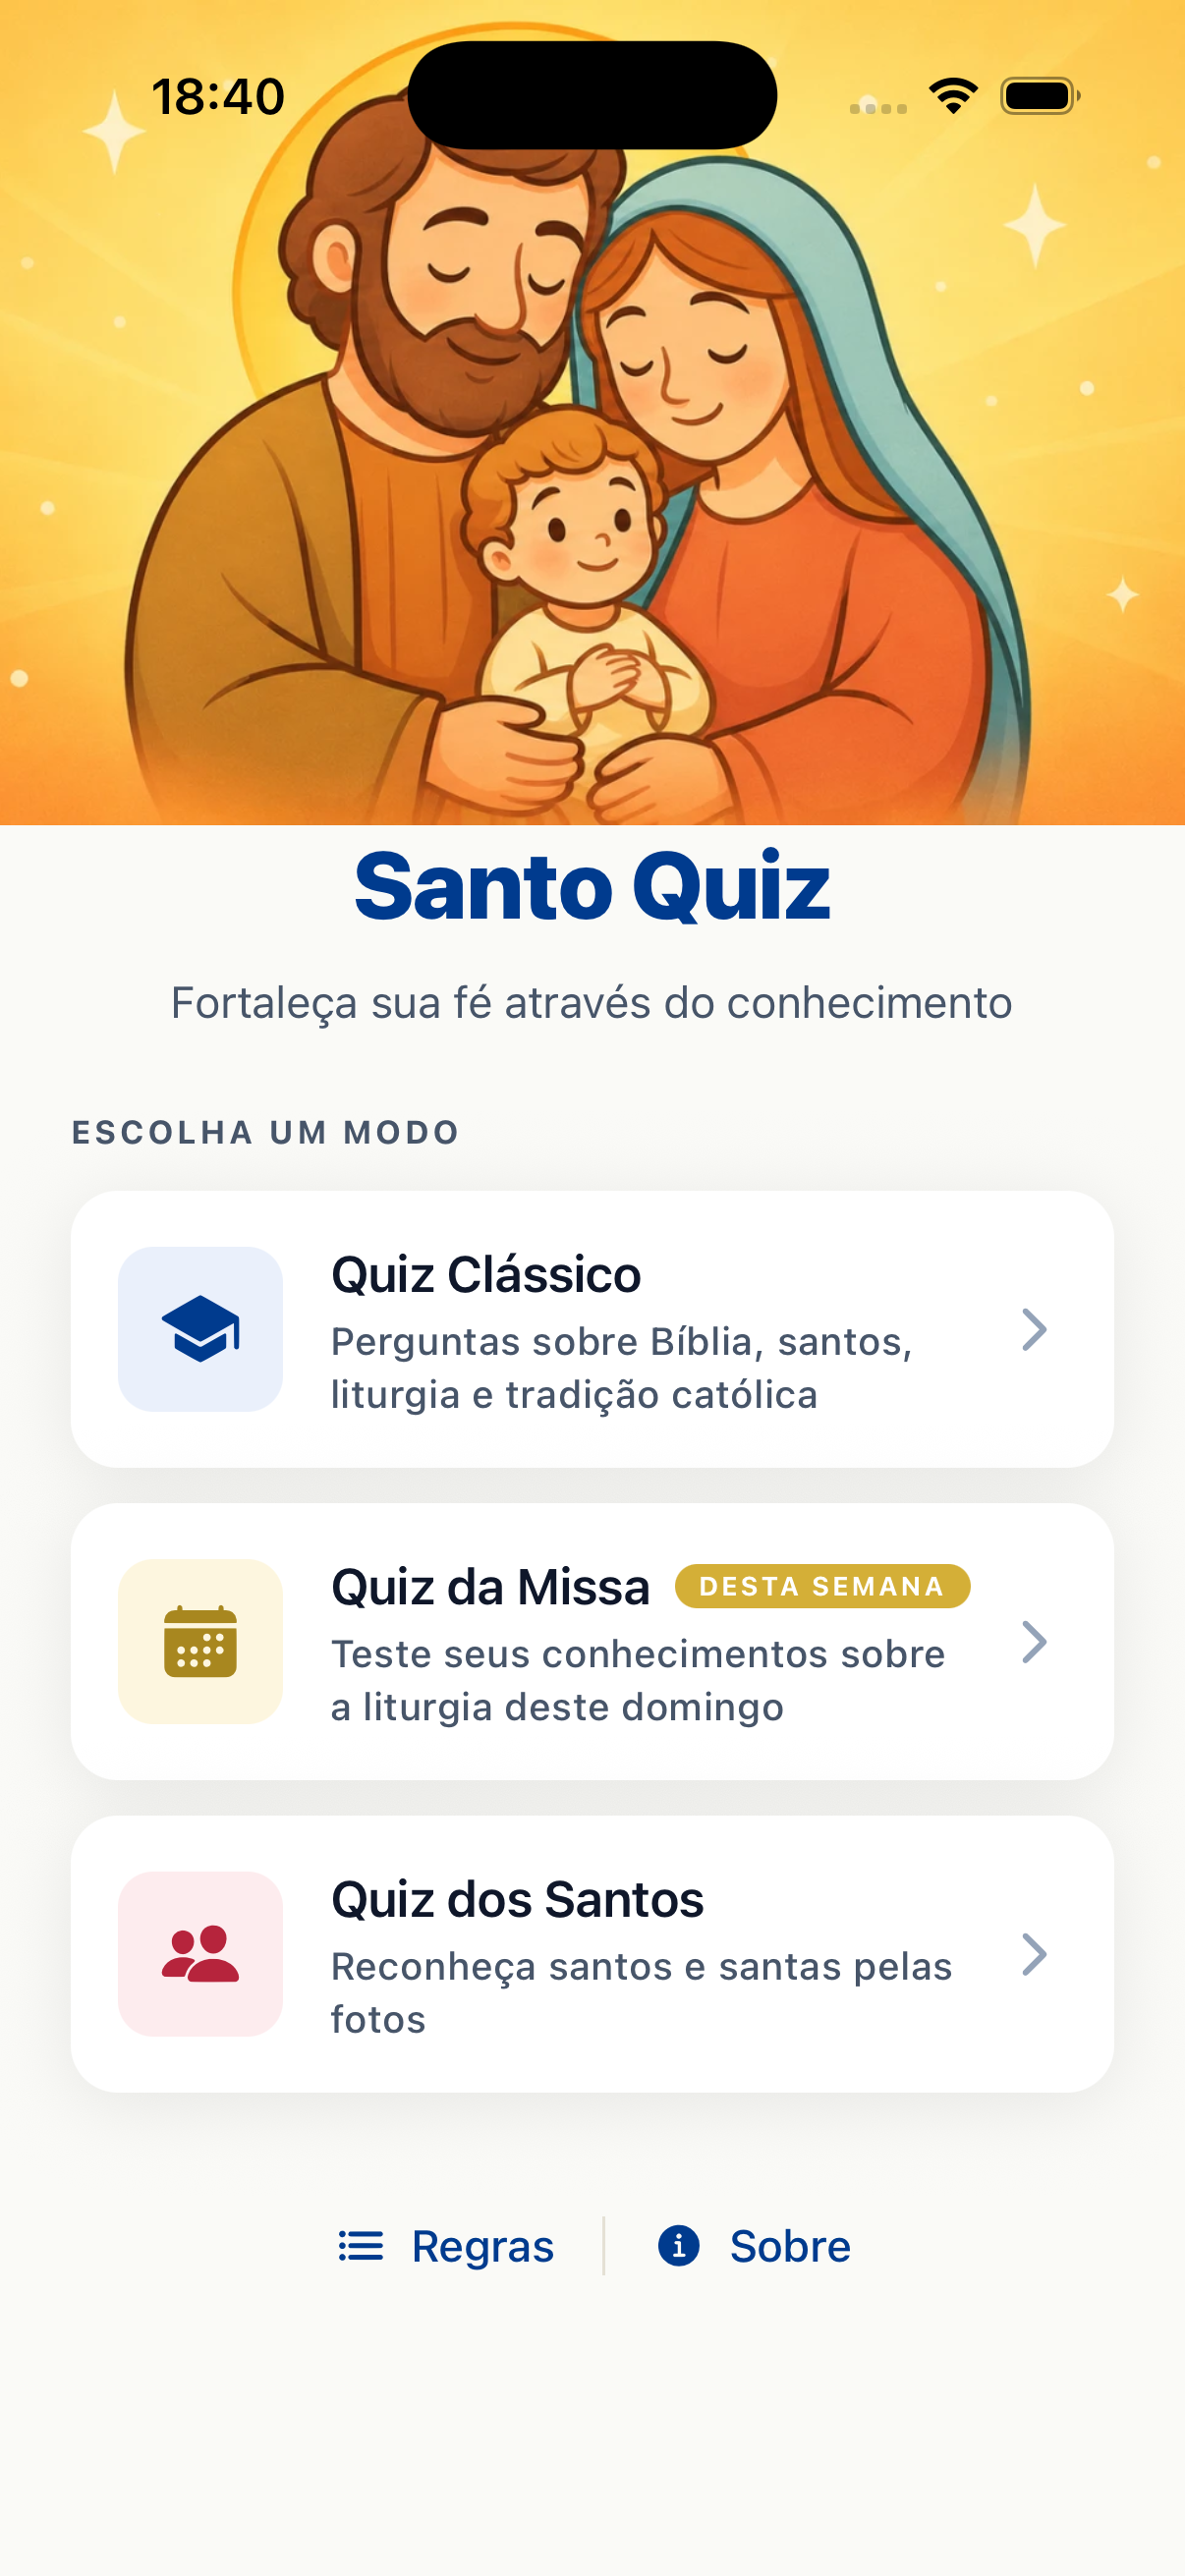 18:40
Santo Quiz
Fortaleça sua fé através do conhecimento
ESCOLHA UM MODO
Quiz Clássico
Perguntas sobre Bíblia, santos,
liturgia e tradição católica
Quiz da Missa DESTA SEMANA
Teste seus conhecimentos sobre
a liturgia deste domingo
Quiz dos Santos
Reconheça santos e santas pelas
fotos
Regras Sobre